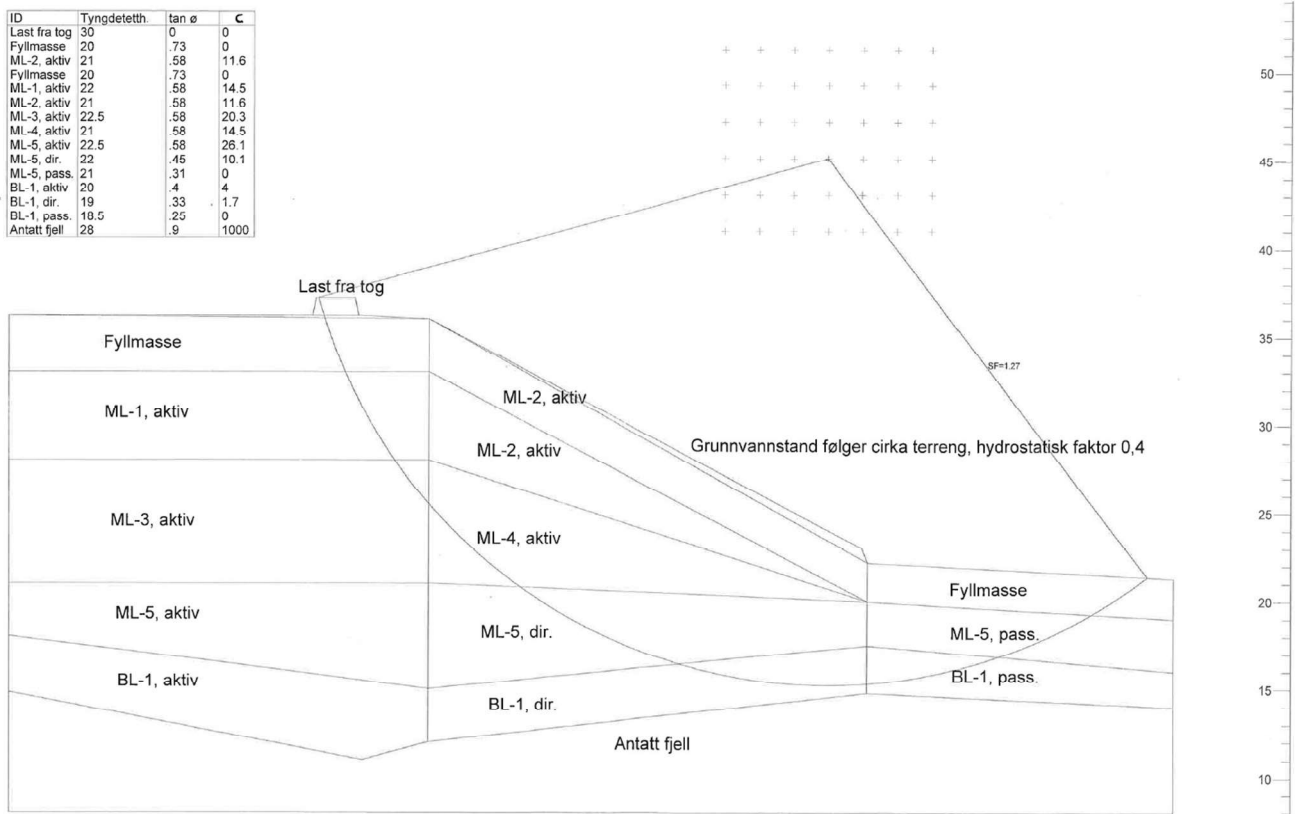 ID Tyngdetetth. tan ø C
Last fra tog 30 0 0
Fyllmasse 20 .73 0
ML-2, aktiv 21 .58 11.6
Fyllmasse 20 .73 0
ML-1, aktiv 22 .58 14.5
ML-2, aktiv 21 .58 11.6
ML-3, aktiv 22.5 .58 20.3
ML-4, aktiv 21 .58 14.5
ML-5, aktiv 22.5 .58 26.1
ML-5, dir. 22 .45 10.1
ML-5, pass. 21 .31 0
BL-1, aktiv 20 .4 4
BL-1, dir. 19 .33 1.7
BL-1, pass. 18.5 .25 0
Antatt fjell 28 .9 1000
50
45
40
Last fra tog
35
Fyllmasse
SF=1.27
ML-2, aktiv
ML-1, aktiv
30
Grunnvannstand følger cirka terreng, hydrostatisk faktor 0,4
ML-2, aktiv
25
ML-3, aktiv
ML-4, aktiv
Fyllmasse
20
ML-5, aktiv
ML-5, dir.
ML-5, pass.
BL-1, aktiv
BL-1, pass.
15
BL-1, dir.
Antatt fjell
10